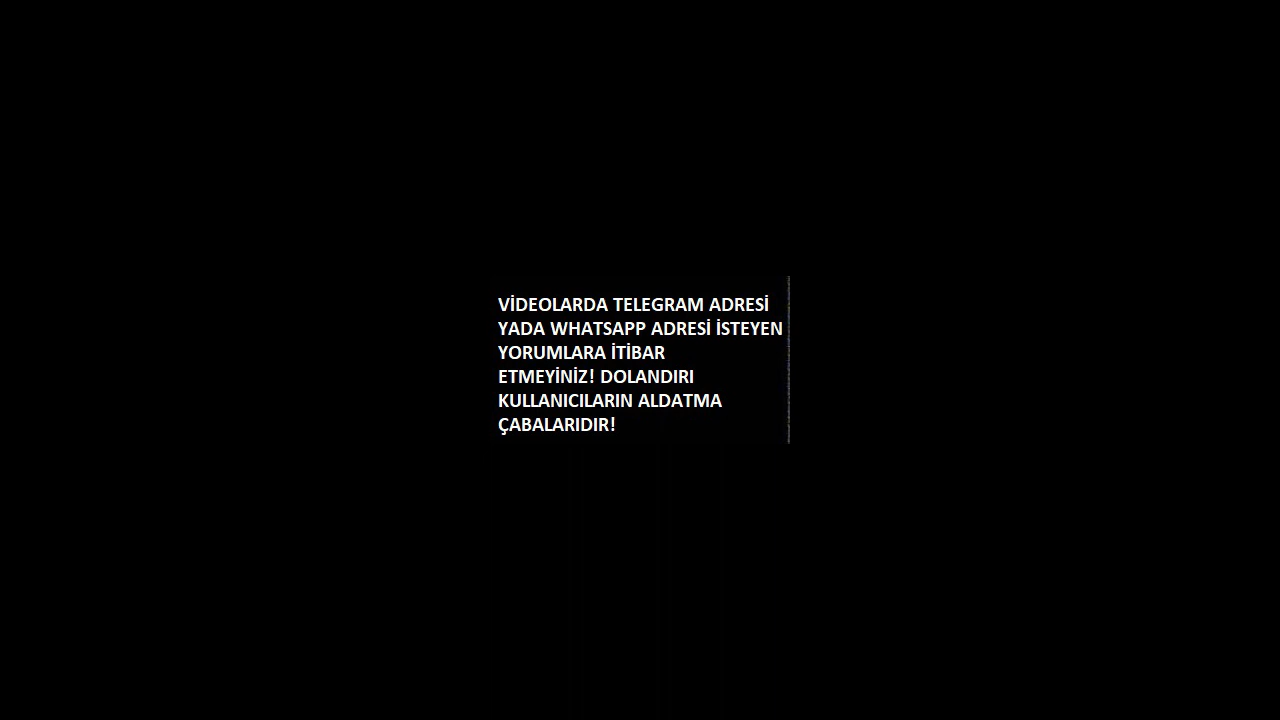 VİDEOLARDA TELEGRAM ADRESİ
YADA WHATSAPP ADRESİ İSTEYEN
YORUMLARA İTİBAR
ETMEYİNİZ! DOLANDIRI
KULLANICILARIN ALDATMA
ÇABALARIDIR!